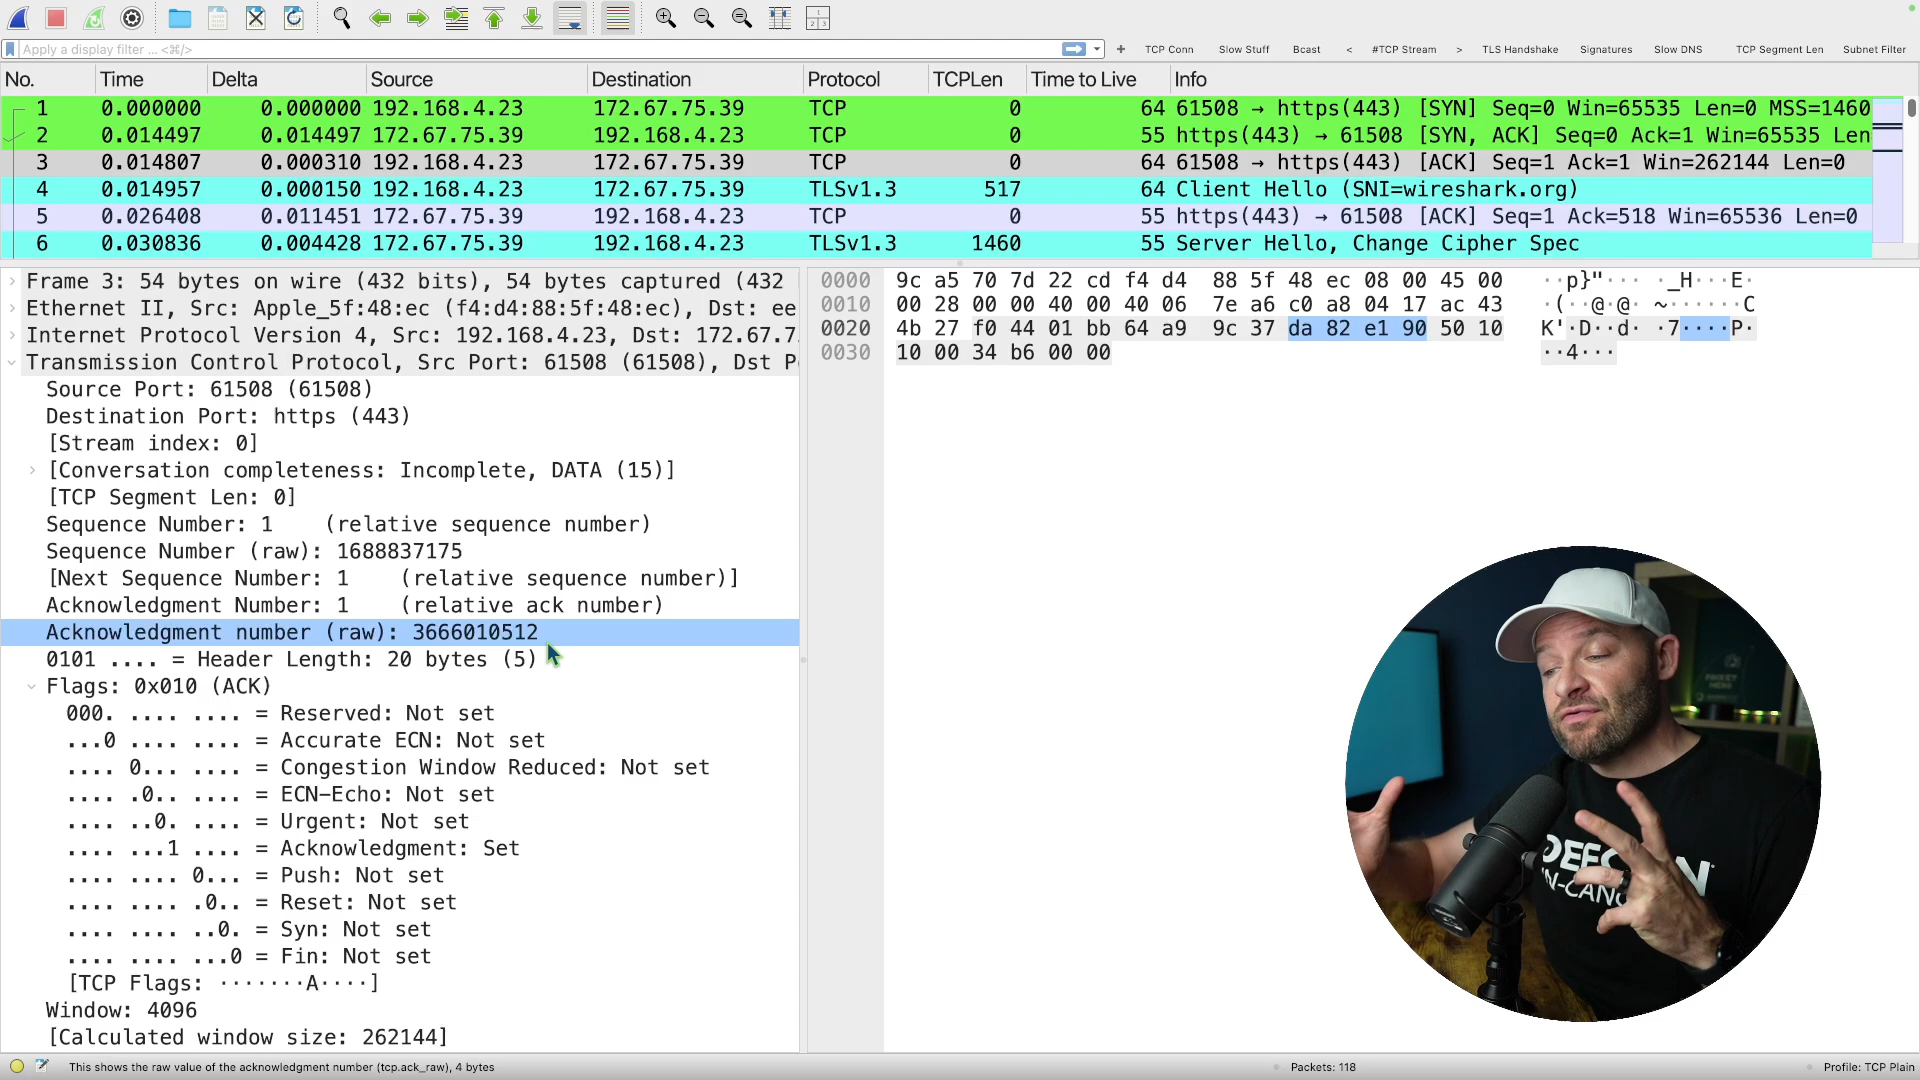 Apply a display filter ... <⌘/>
+ TCP Conn Slow Stuff Bcast < #TCP Stream > TLS Handshake Signatures Slow DNS TCP Segment Len Subnet Filter
No. Time Delta Source Destination Protocol TCPLen Time to Live Info
1 0.000000 0.000000 192.168.4.23 172.67.75.39 TCP 0 64 61508 → https(443) [SYN] Seq=0 Win=65535 Len=0 MSS=1460
2 0.014497 0.014497 172.67.75.39 192.168.4.23 TCP 0 55 https(443) → 61508 [SYN, ACK] Seq=0 Ack=1 Win=65535 Len
3 0.014807 0.000310 192.168.4.23 172.67.75.39 TCP 0 64 61508 → https(443) [ACK] Seq=1 Ack=1 Win=262144 Len=0
4 0.014957 0.000150 192.168.4.23 172.67.75.39 TLSv1.3 517 64 Client Hello (SNI=wireshark.org)
5 0.026408 0.011451 172.67.75.39 192.168.4.23 TCP 0 55 https(443) → 61508 [ACK] Seq=1 Ack=518 Win=65536 Len=0
6 0.030836 0.004428 172.67.75.39 192.168.4.23 TLSv1.3 1460 55 Server Hello, Change Cipher Spec
Frame 3: 54 bytes on wire (432 bits), 54 bytes captured (432
Ethernet II, Src: Apple_5f:48:ec (f4:d4:88:5f:48:ec), Dst: ee
Internet Protocol Version 4, Src: 192.168.4.23, Dst: 172.67.7
Transmission Control Protocol, Src Port: 61508 (61508), Dst P
Source Port: 61508 (61508)
Destination Port: https (443)
[Stream index: 0]
[Conversation completeness: Incomplete, DATA (15)]
[TCP Segment Len: 0]
Sequence Number: 1 (relative sequence number)
Sequence Number (raw): 1688837175
[Next Sequence Number: 1 (relative sequence number)]
Acknowledgment Number: 1 (relative ack number)
Acknowledgment number (raw): 3666010512
0101 .... = Header Length: 20 bytes (5)
Flags: 0x010 (ACK)
000. .... .... = Reserved: Not set
...0 .... .... = Accurate ECN: Not set
.... 0... .... = Congestion Window Reduced: Not set
.... .0.. .... = ECN-Echo: Not set
.... ..0. .... = Urgent: Not set
.... ...1 .... = Acknowledgment: Set
.... .... 0... = Push: Not set
.... .... .0.. = Reset: Not set
.... .... ..0. = Syn: Not set
.... .... ...0 = Fin: Not set
[TCP Flags: ·······A····]
Window: 4096
[Calculated window size: 262144]
0000 9c a5 70 7d 22 cd f4 d4 88 5f 48 ec 08 00 45 00 ··p}"··· ·_H···E·
0010 00 28 00 00 40 00 40 06 7e a6 c0 a8 04 17 ac 43 ·(··@·@· ~······C
0020 4b 27 f0 44 01 bb 64 a9 9c 37 da 82 e1 90 50 10 K'·D··d· ·7····P·
0030 10 00 34 b6 00 00 ··4···
This shows the raw value of the acknowledgment number (tcp.ack_raw), 4 bytes
Packets: 118
Profile: TCP Plain